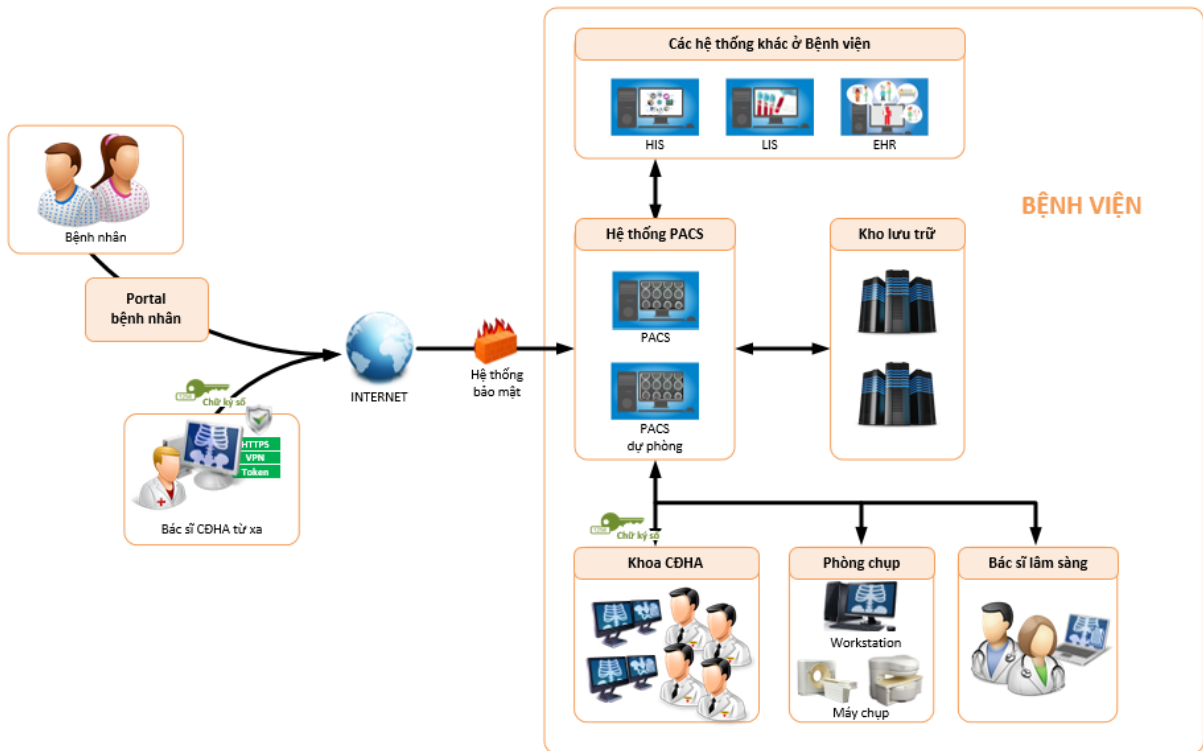 Các hệ thống khác ở Bệnh viện
HIS
LIS
EHR
BỆNH VIỆN
Bệnh nhân
Portal
bệnh nhân
Hệ thống PACS
PACS
PACS
dự phòng
Kho lưu trữ
INTERNET
Hệ thống
bảo mật
Chữ ký số
HTTPS
VPN
Token
Bác sĩ CĐHA từ xa
Chữ ký số
Khoa CĐHA
Phòng chụp
Workstation
Máy chụp
Bác sĩ lâm sàng